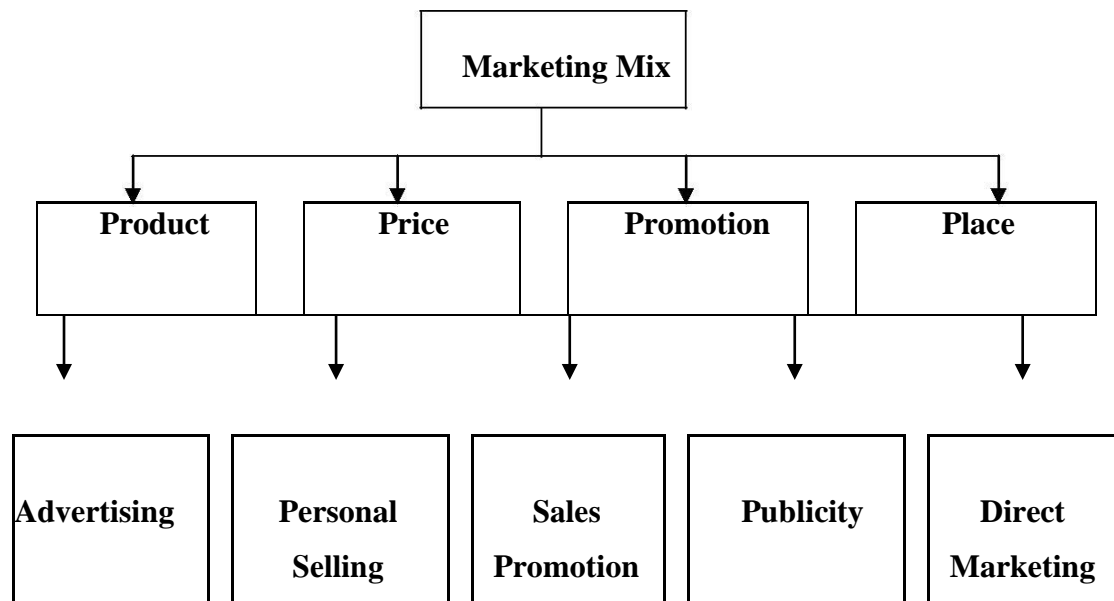 Marketing Mix
Product Price Promotion Place
Advertising Personal Sales Publicity Direct
Selling Promotion Marketing